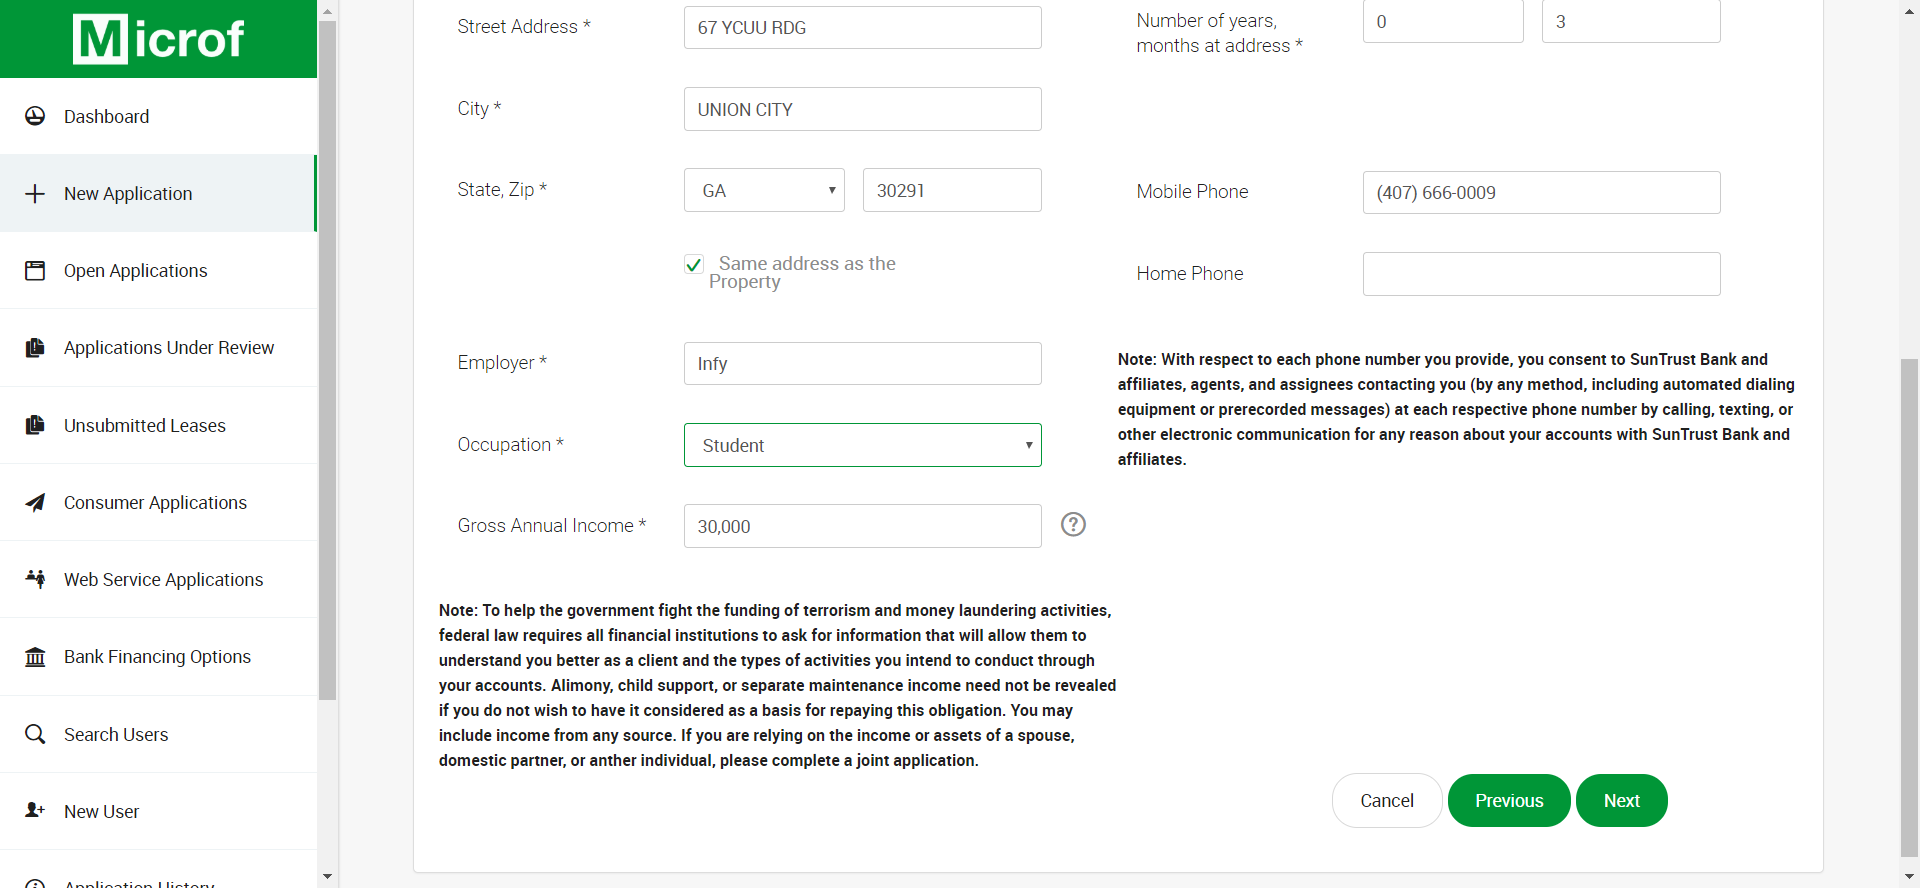 Microf
Dashboard
New Application
Open Applications
Applications Under Review
Unsubmitted Leases
Consumer Applications
Web Service Applications
Bank Financing Options
Search Users
New User
Application History
Street Address *
67 YCUU RDG
City *
UNION CITY
State, Zip *
GA
30291
Same address as the
Property
Employer *
Infy
Occupation *
Student
Gross Annual Income *
30,000
?
Note: To help the government fight the funding of terrorism and money laundering activities,
federal law requires all financial institutions to ask for information that will allow them to
understand you better as a client and the types of activities you intend to conduct through
your accounts. Alimony, child support, or separate maintenance income need not be revealed
if you do not wish to have it considered as a basis for repaying this obligation. You may
include income from any source. If you are relying on the income or assets of a spouse,
domestic partner, or anther individual, please complete a joint application.
Number of years,
months at address *
0
3
Mobile Phone
(407) 666-0009
Home Phone
Note: With respect to each phone number you provide, you consent to SunTrust Bank and
affiliates, agents, and assignees contacting you (by any method, including automated dialing
equipment or prerecorded messages) at each respective phone number by calling, texting, or
other electronic communication for any reason about your accounts with SunTrust Bank and
affiliates.
Cancel
Previous
Next